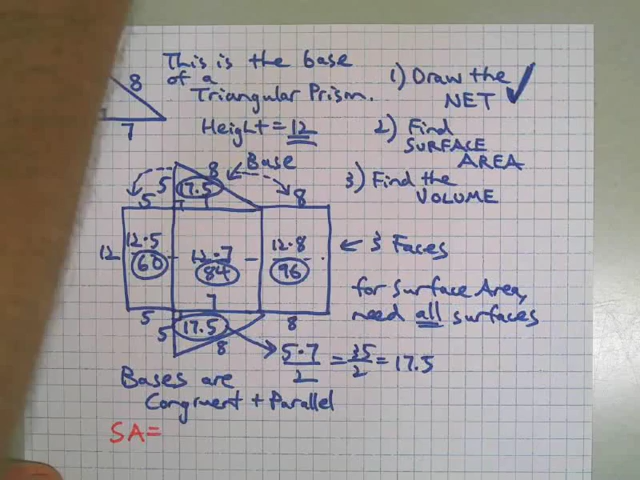 This is the base
of a
Triangular Prism.
Height = 12
8
7
1) Draw the
NET ✓
2) Find
SURFACE
AREA
3) Find the
VOLUME
Base
8
5
17.5
7
5
8
12
12·5
60
12·7
84
12·8
96
← 3 Faces
for Surface Area,
need all surfaces
7
5
8
5
17.5
8
5·7/2 = 35/2 = 17.5
Bases are
Congruent + Parallel
SA=